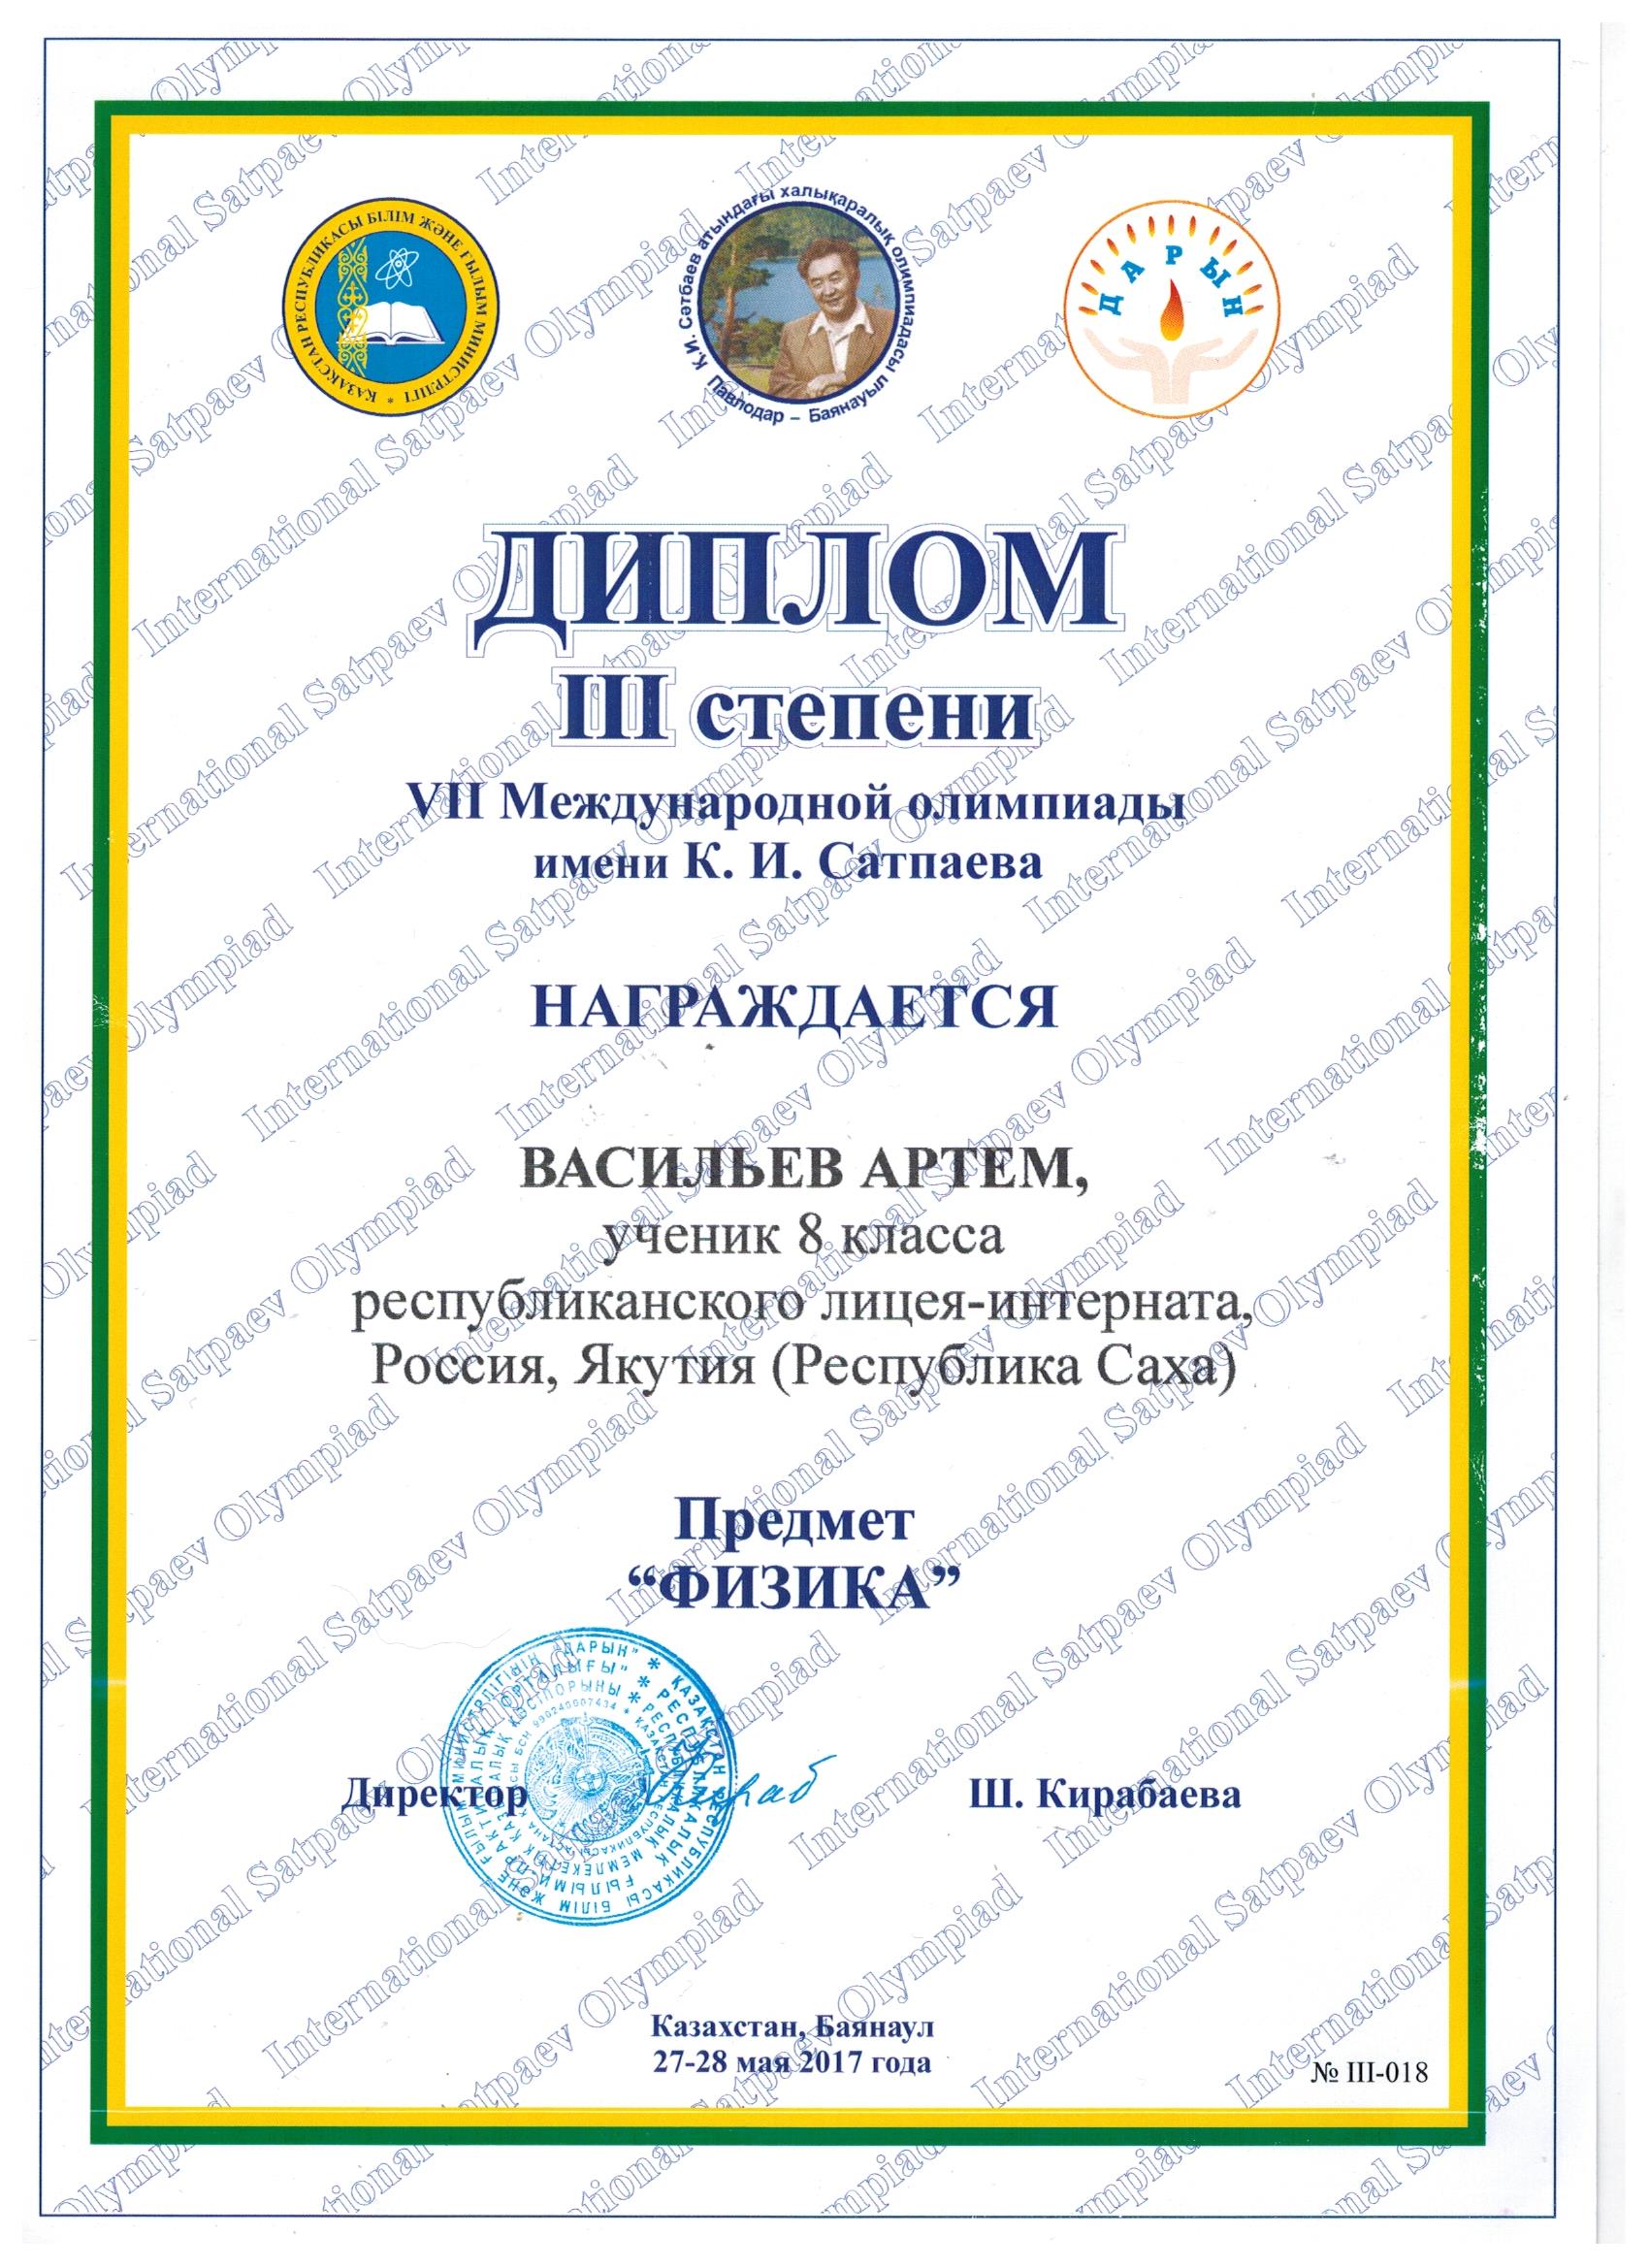 ҚАЗАҚСТАН РЕСПУБЛИКАСЫ БІЛІМ ЖӘНЕ ҒЫЛЫМ МИНИСТРЛІГІ *
Қ.И. Сәтбаев атындағы халықаралық олимпиадасы
Павлодар – Баянауыл
ДАРЫН
ДИПЛОМ
III степени
VII Международной олимпиады
имени К. И. Сатпаева
НАГРАЖДАЕТСЯ
ВАСИЛЬЕВ АРТЕМ,
ученик 8 класса
республиканского лицея-интерната,
Россия, Якутия (Республика Саха)
Предмет
“ФИЗИКА”
Директор
Ш. Кирабаева
Казахстан, Баянаул
27-28 мая 2017 года
№ III-018
International Satpaev Olympiad